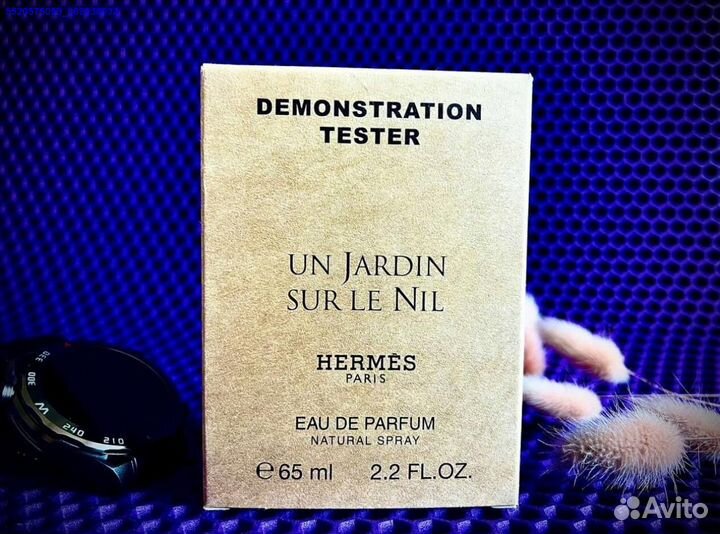 DEMONSTRATION
TESTER
UN JARDIN
SUR LE NIL
HERMÈS
PARIS
EAU DE PARFUM
NATURAL SPRAY
℮ 65 ml 2.2 FL.OZ.
330
300
W
240
210
Avito